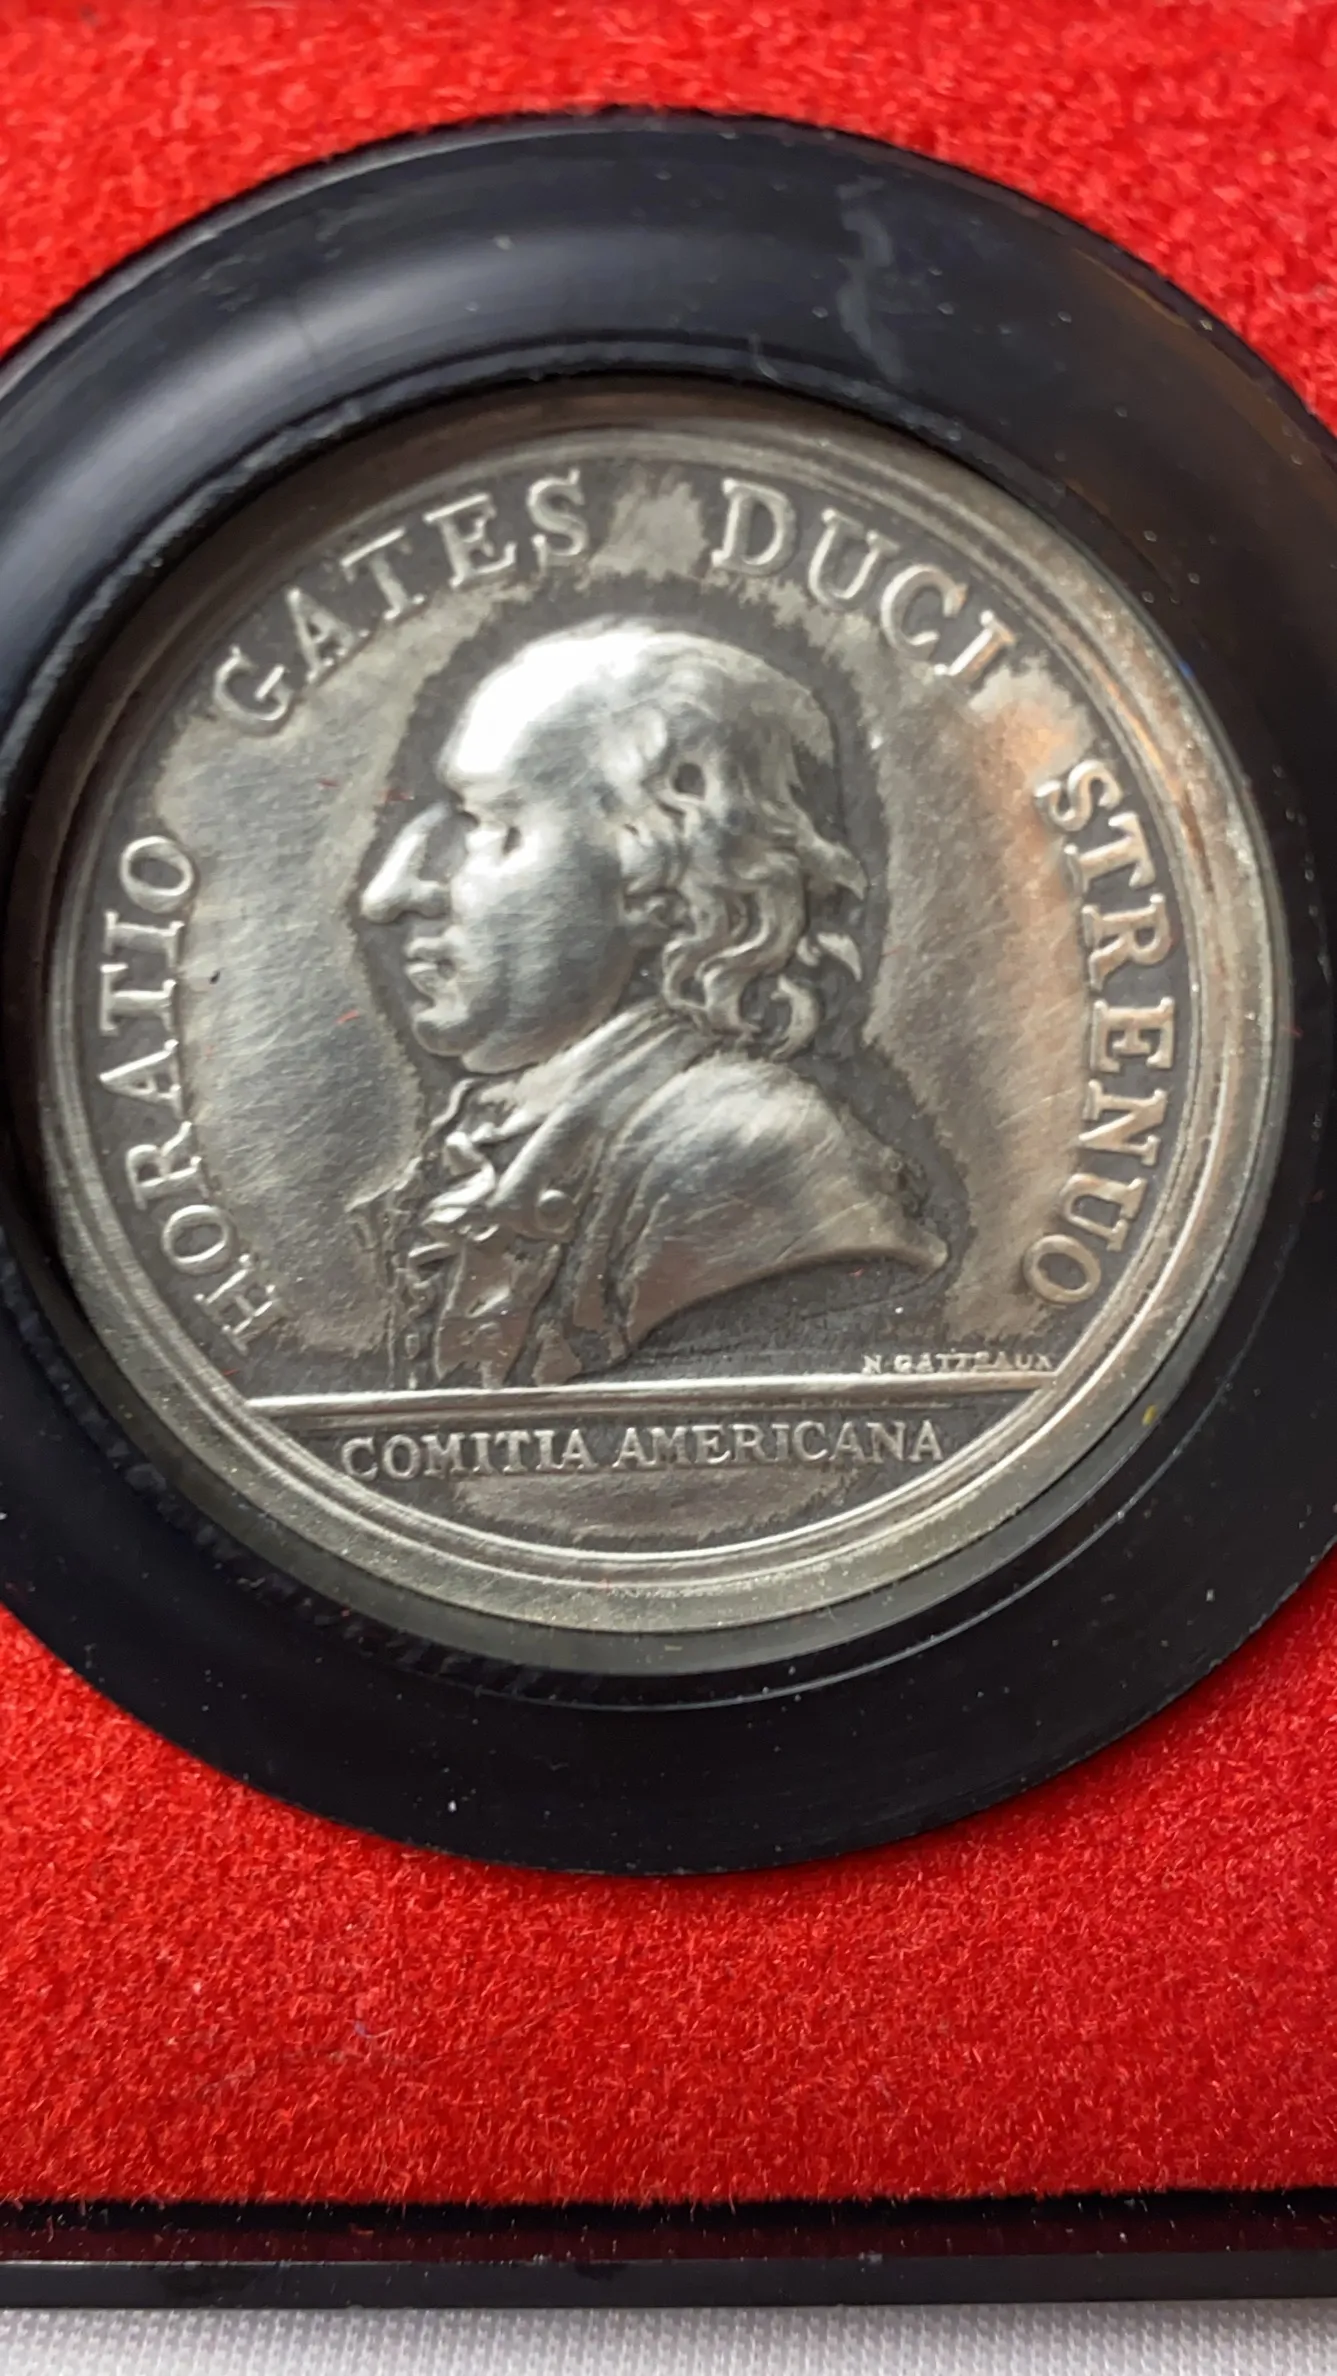 HORATIO GATES DUCI STRENUO
N. GATTEAUX
COMITIA AMERICANA